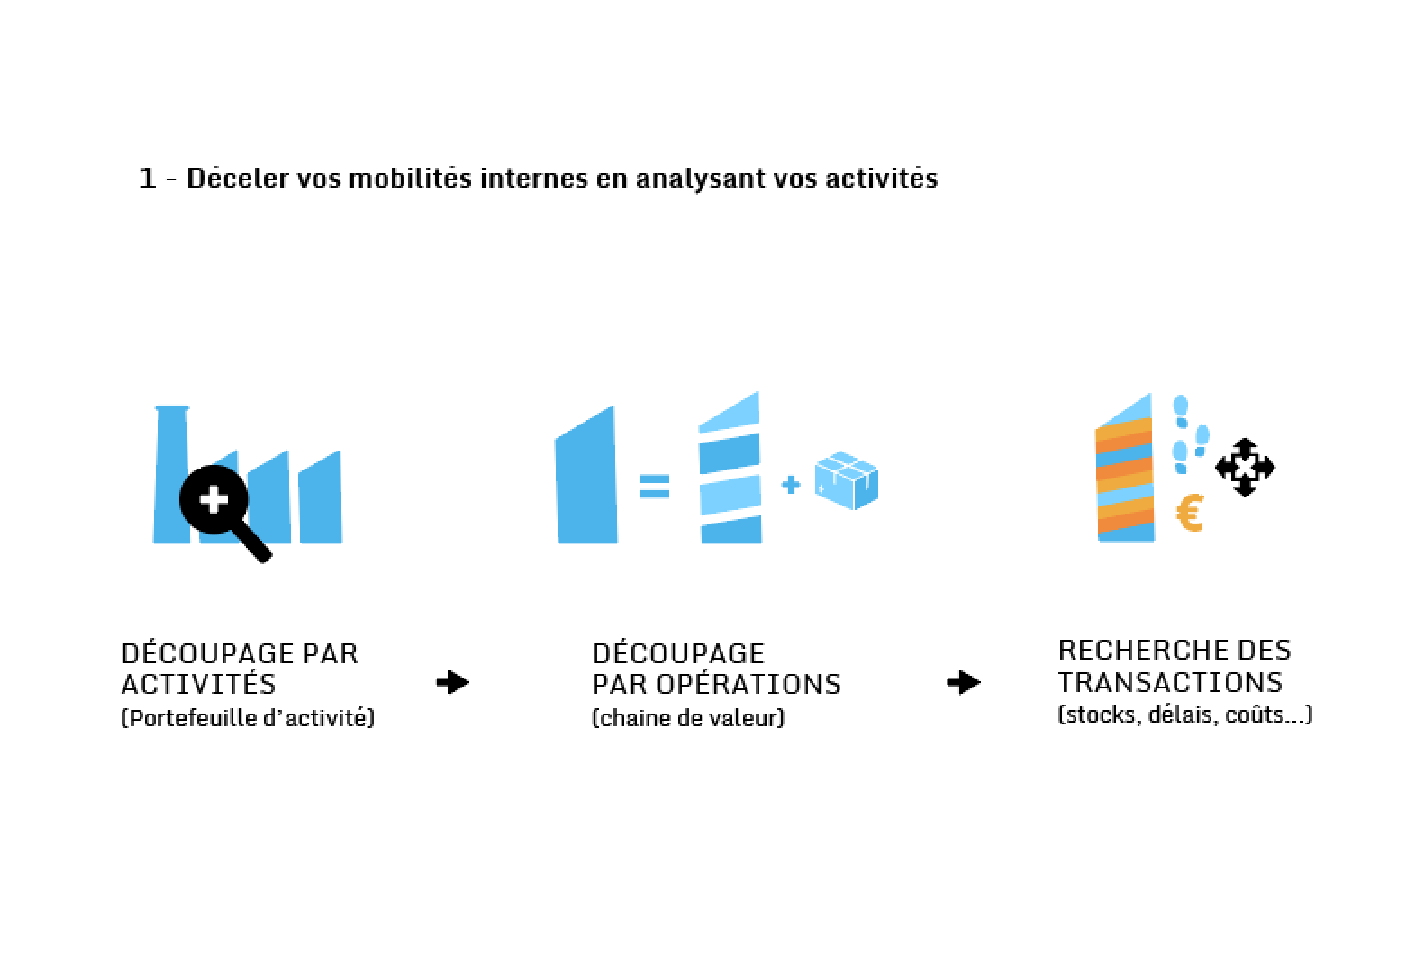 1 - Déceler vos mobilités internes en analysant vos activités
DÉCOUPAGE PAR
ACTIVITÉS
(Portefeuille d'activité)
DÉCOUPAGE
PAR OPÉRATIONS
(chaine de valeur)
RECHERCHE DES
TRANSACTIONS
(stocks, délais, coûts...)